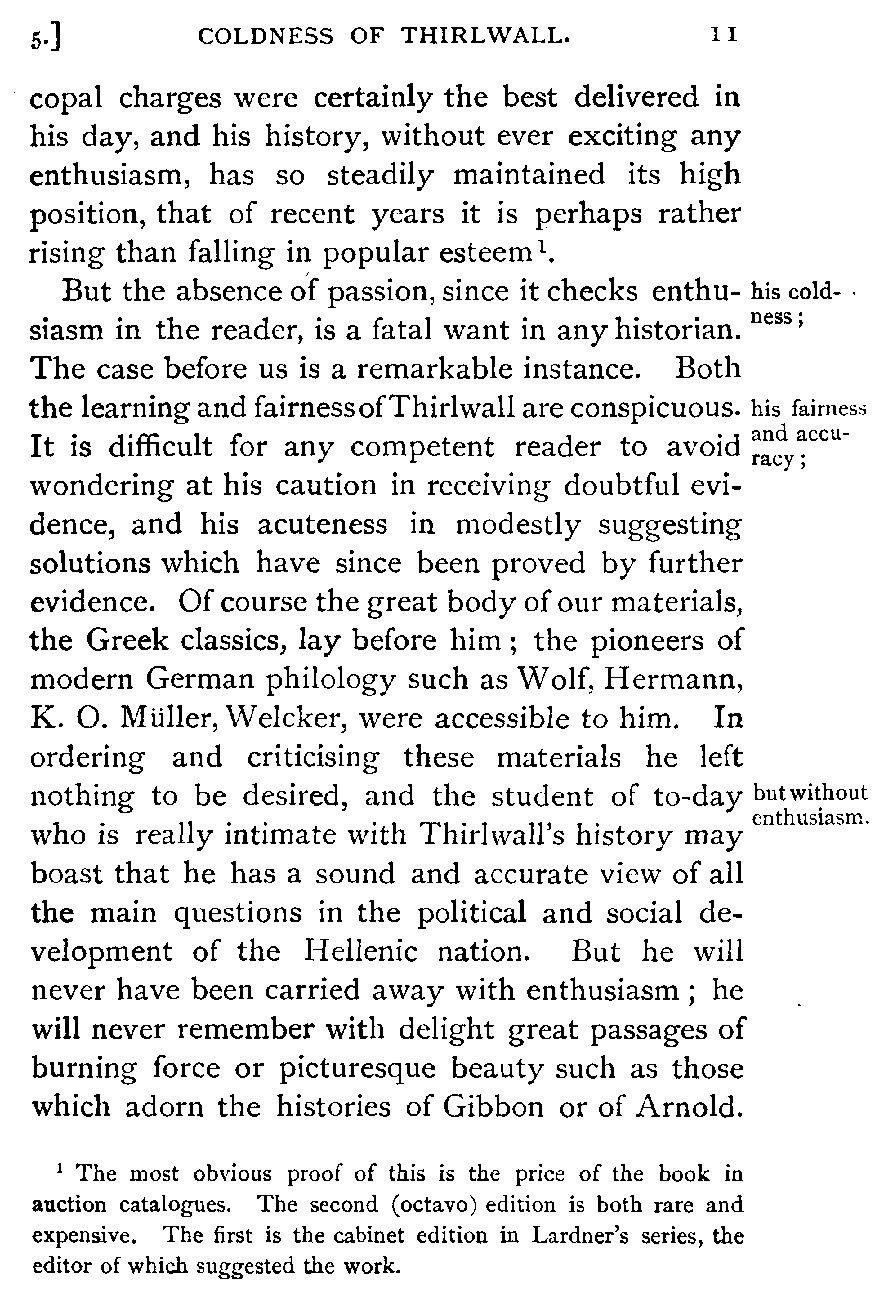 5.] COLDNESS OF THIRLWALL. 11
copal charges were certainly the best delivered in
his day, and his history, without ever exciting any
enthusiasm, has so steadily maintained its high
position, that of recent years it is perhaps rather
rising than falling in popular esteem¹.
But the absence of passion, since it checks enthu-
siasm in the reader, is a fatal want in any historian.
The case before us is a remarkable instance. Both
the learning and fairness of Thirlwall are conspicuous.
It is difficult for any competent reader to avoid
wondering at his caution in receiving doubtful evi-
dence, and his acuteness in modestly suggesting
solutions which have since been proved by further
evidence. Of course the great body of our materials,
the Greek classics, lay before him; the pioneers of
modern German philology such as Wolf, Hermann,
K. O. Müller, Welcker, were accessible to him. In
ordering and criticising these materials he left
nothing to be desired, and the student of to-day
who is really intimate with Thirlwall's history may
boast that he has a sound and accurate view of all
the main questions in the political and social de-
velopment of the Hellenic nation. But he will
never have been carried away with enthusiasm; he
will never remember with delight great passages of
burning force or picturesque beauty such as those
which adorn the histories of Gibbon or of Arnold.
his cold-
ness;
his fairness
and accu-
racy;
but without
enthusiasm.
¹ The most obvious proof of this is the price of the book in
auction catalogues. The second (octavo) edition is both rare and
expensive. The first is the cabinet edition in Lardner's series, the
editor of which suggested the work.